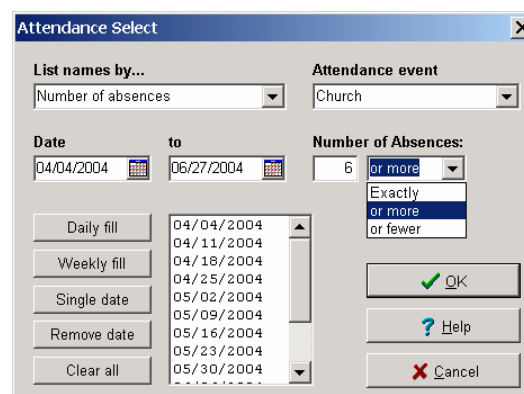 Attendance Select
List names by...
Attendance event
Number of absences
Church
Date
to
Number of Absences:
04/04/2004
06/27/2004
6
or more
Exactly
or more
or fewer
Daily fill
Weekly fill
Single date
Remove date
Clear all
04/04/2004
04/11/2004
04/18/2004
04/25/2004
05/02/2004
05/09/2004
05/16/2004
05/23/2004
05/30/2004
OK
Help
Cancel